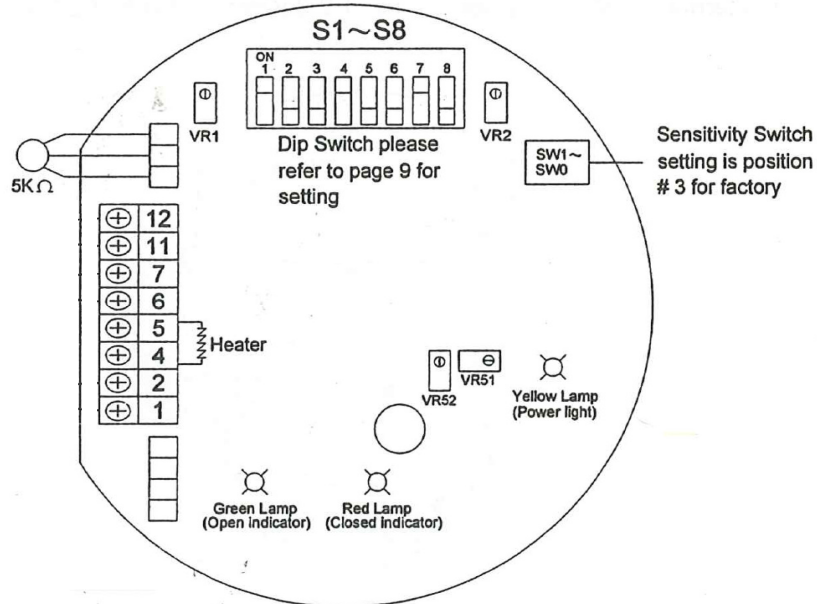 S1～S8
ON
1 2 3 4 5 6 7 8
VR1
VR2
Dip Switch please
refer to page 9 for
setting
SW1～
SW0
Sensitivity Switch
setting is position
# 3 for factory
5KΩ
12
11
7
6
5
4
2
1
Heater
VR52
VR51
Yellow Lamp
(Power light)
Green Lamp
(Open indicator)
Red Lamp
(Closed indicator)